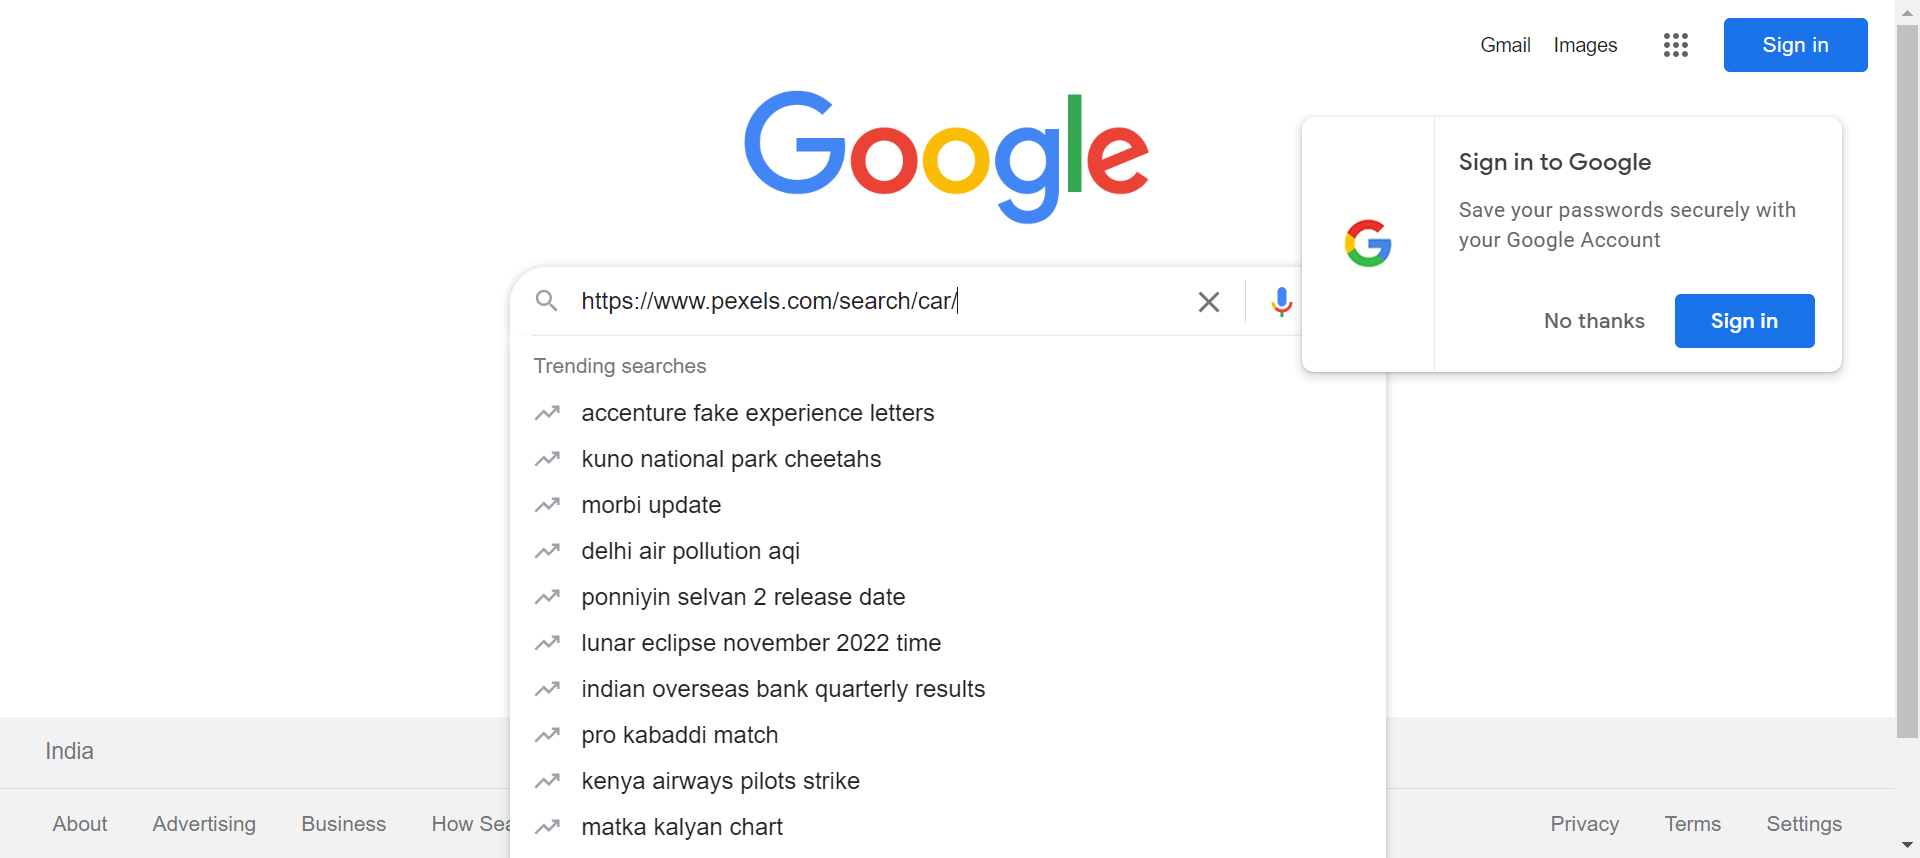 Gmail Images Sign in
Google
Sign in to Google
Save your passwords securely with
your Google Account
No thanks Sign in
https://www.pexels.com/search/car/
Trending searches
accenture fake experience letters
kuno national park cheetahs
morbi update
delhi air pollution aqi
ponniyin selvan 2 release date
lunar eclipse november 2022 time
indian overseas bank quarterly results
pro kabaddi match
kenya airways pilots strike
matka kalyan chart
India
About Advertising Business How Sea
Privacy Terms Settings